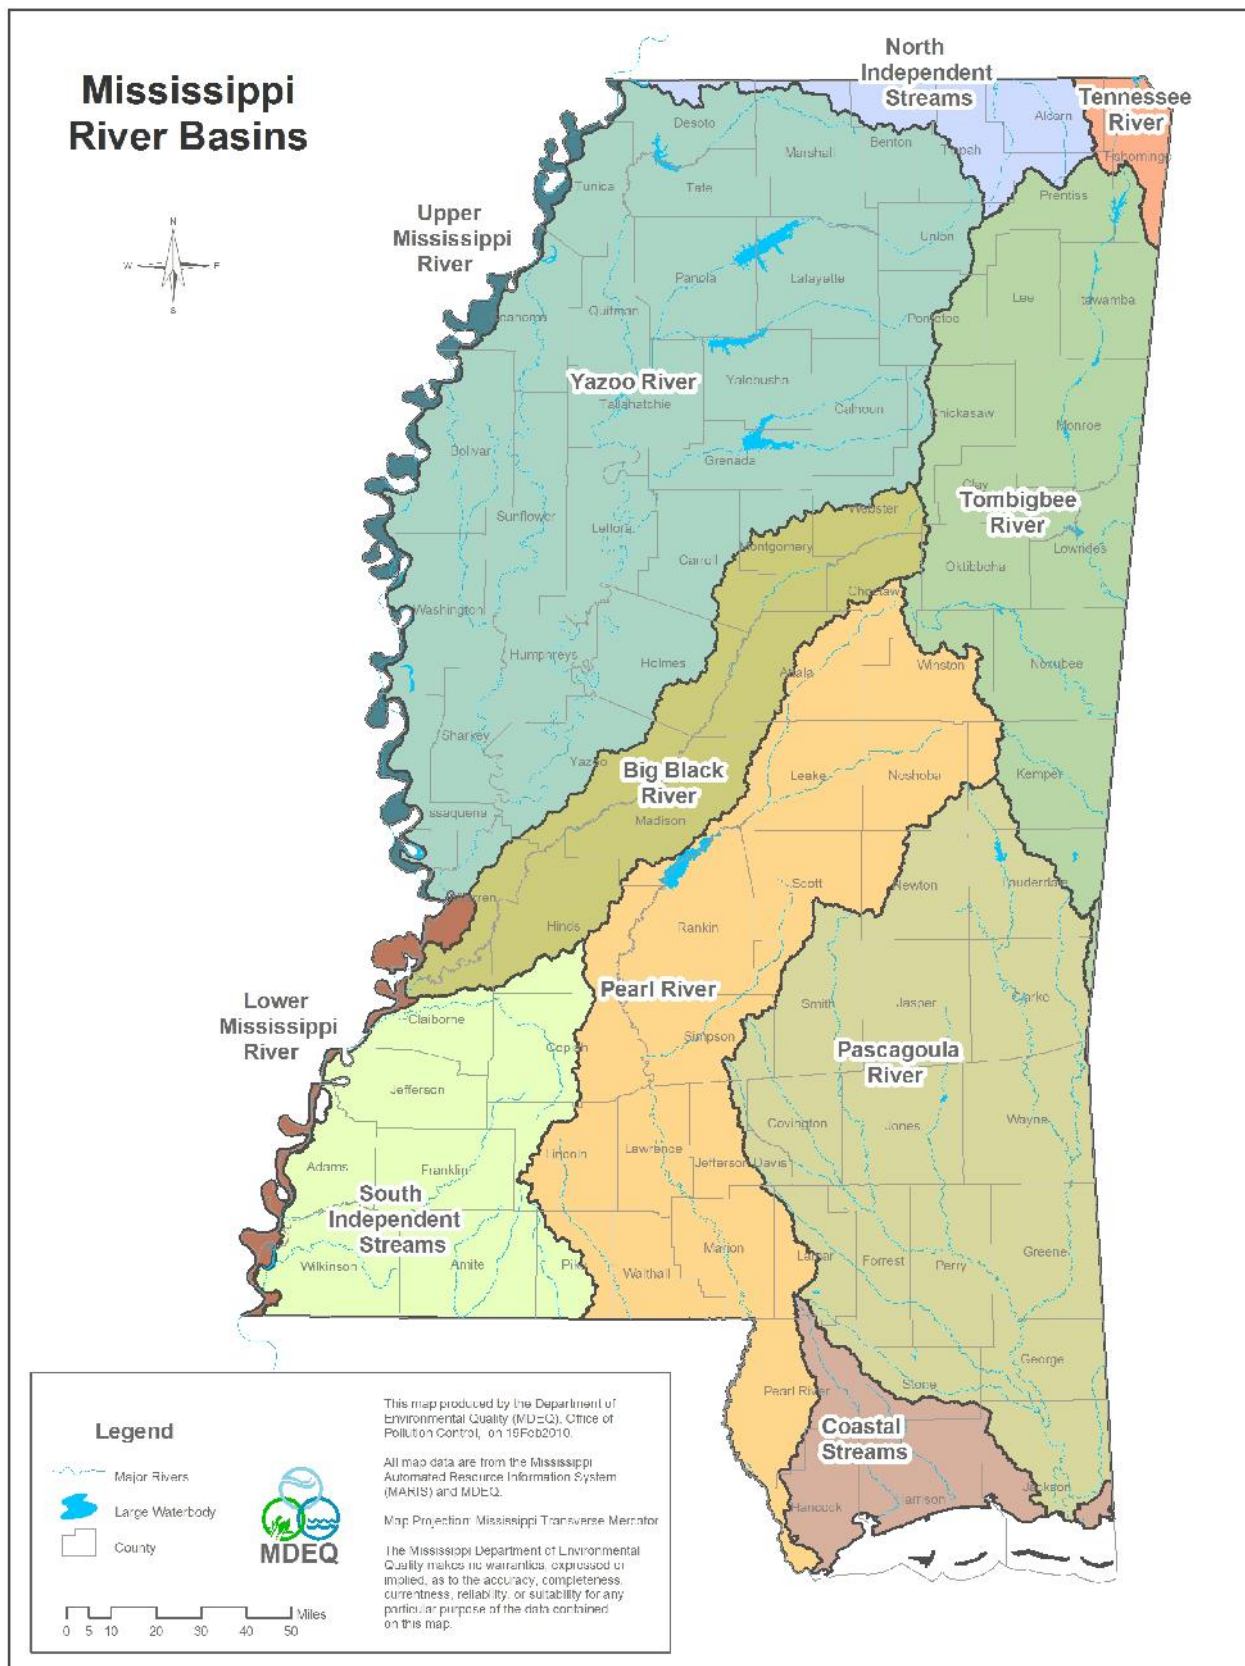 Mississippi
River Basins
N
W
E
S
North
Independent
Streams
Tennessee
River
Upper
Mississippi
River
Yazoo River
Tombigbee
River
Big Black
River
Pearl River
Lower
Mississippi
River
Pascagoula
River
South
Independent
Streams
Coastal
Streams
Desoto
Marshall
Benton
Alcorn
Tunica
Tate
Prentiss
Union
Panola
Lafayette
Lee
Quitman
Yalobusha
Tallahatchie
Calhoun
Chickasaw
Monroe
Bolivar
Grenada
Clay
Sunflower
Leflore
Webster
Montgomery
Carroll
Oktibbeha
Choctaw
Washington
Humphreys
Holmes
Winston
Noxubee
Sharkey
Yazoo
Leake
Kemper
Madison
Scott
Newton
Lauderdale
Hinds
Rankin
Smith
Jasper
Clarke
Claiborne
Copiah
Simpson
Jefferson
Covington
Jones
Wayne
Lincoln
Lawrence
Jefferson Davis
Adams
Franklin
Marion
Lamar
Forrest
Perry
Greene
Wilkinson
Amite
Walthall
George
Pearl River
Stone
Hancock
Harrison
Jackson
Legend
Major Rivers
Large Waterbody
County
MDEQ
Miles
0 5 10 20 30 40 50
This map produced by the Department of
Environmental Quality (MDEQ), Office of
Pollution Control, on 19Feb2010.
All map data are from the Mississippi
Automated Resource Information System
(MARIS) and MDEQ.
Map Projection: Mississippi Transverse Mercator
The Mississippi Department of Environmental
Quality makes no warranties, expressed or
implied, as to the accuracy, completeness,
currentness, reliability, or suitability for any
particular purpose of the data contained
on this map.